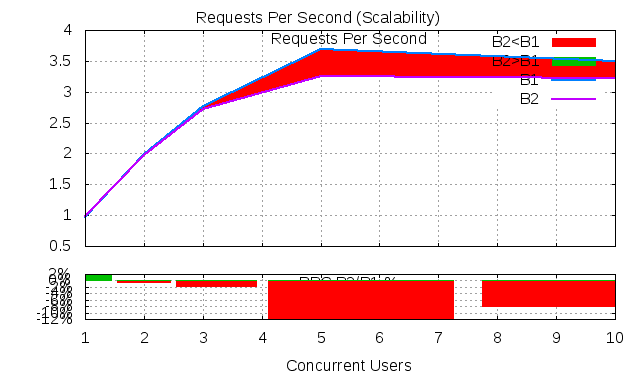 Requests Per Second (Scalability)
4
Requests Per Second
B2<B1
B2>B1
3.5
B1
B2
3
2.5
2
1.5
1
0.5
2%
0%
-12%
1 2 3 4 5 6 7 8 9 10
Concurrent Users